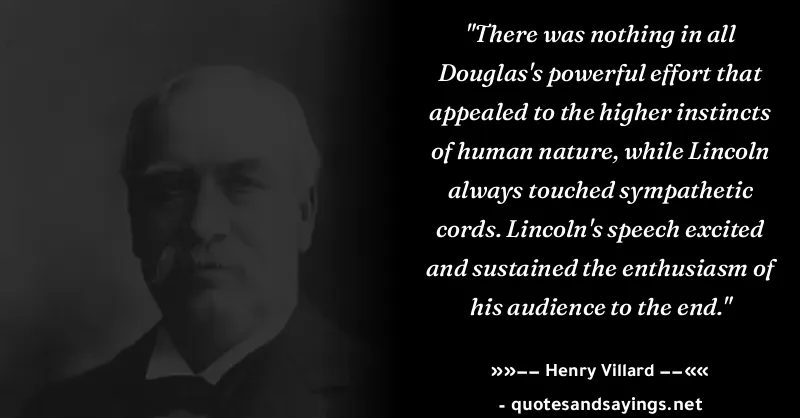 "There was nothing in all
Douglas's powerful effort that
appealed to the higher instincts
of human nature, while Lincoln
always touched sympathetic
cords. Lincoln's speech excited
and sustained the enthusiasm of
his audience to the end."
»»−− Henry Villard −−««
- quotesandsayings.net